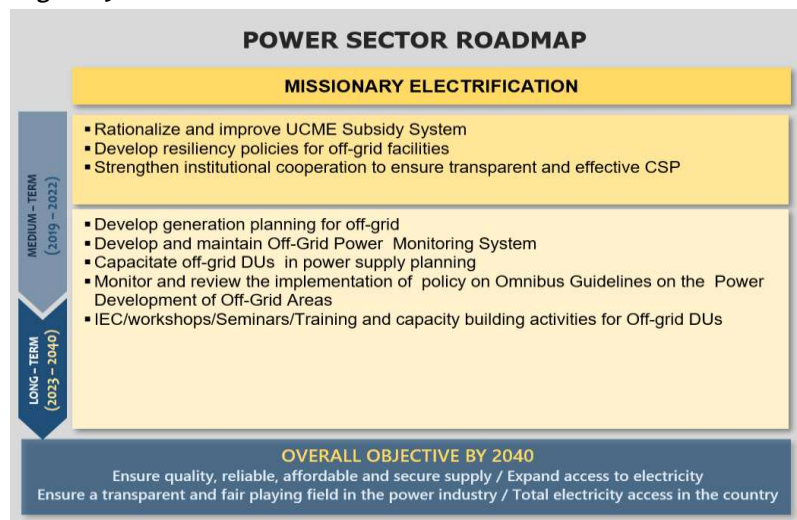 POWER SECTOR ROADMAP
MISSIONARY ELECTRIFICATION
MEDIUM – TERM
(2019 – 2022)
▪ Rationalize and improve UCME Subsidy System
▪ Develop resiliency policies for off-grid facilities
▪ Strengthen institutional cooperation to ensure transparent and effective CSP
▪ Develop generation planning for off-grid
▪ Develop and maintain Off-Grid Power Monitoring System
▪ Capacitate off-grid DUs in power supply planning
▪ Monitor and review the implementation of policy on Omnibus Guidelines on the Power
Development of Off-Grid Areas
▪ IEC/workshops/Seminars/Training and capacity building activities for Off-grid DUs
LONG – TERM
(2023 – 2040)
OVERALL OBJECTIVE BY 2040
Ensure quality, reliable, affordable and secure supply / Expand access to electricity
Ensure a transparent and fair playing field in the power industry / Total electricity access in the country